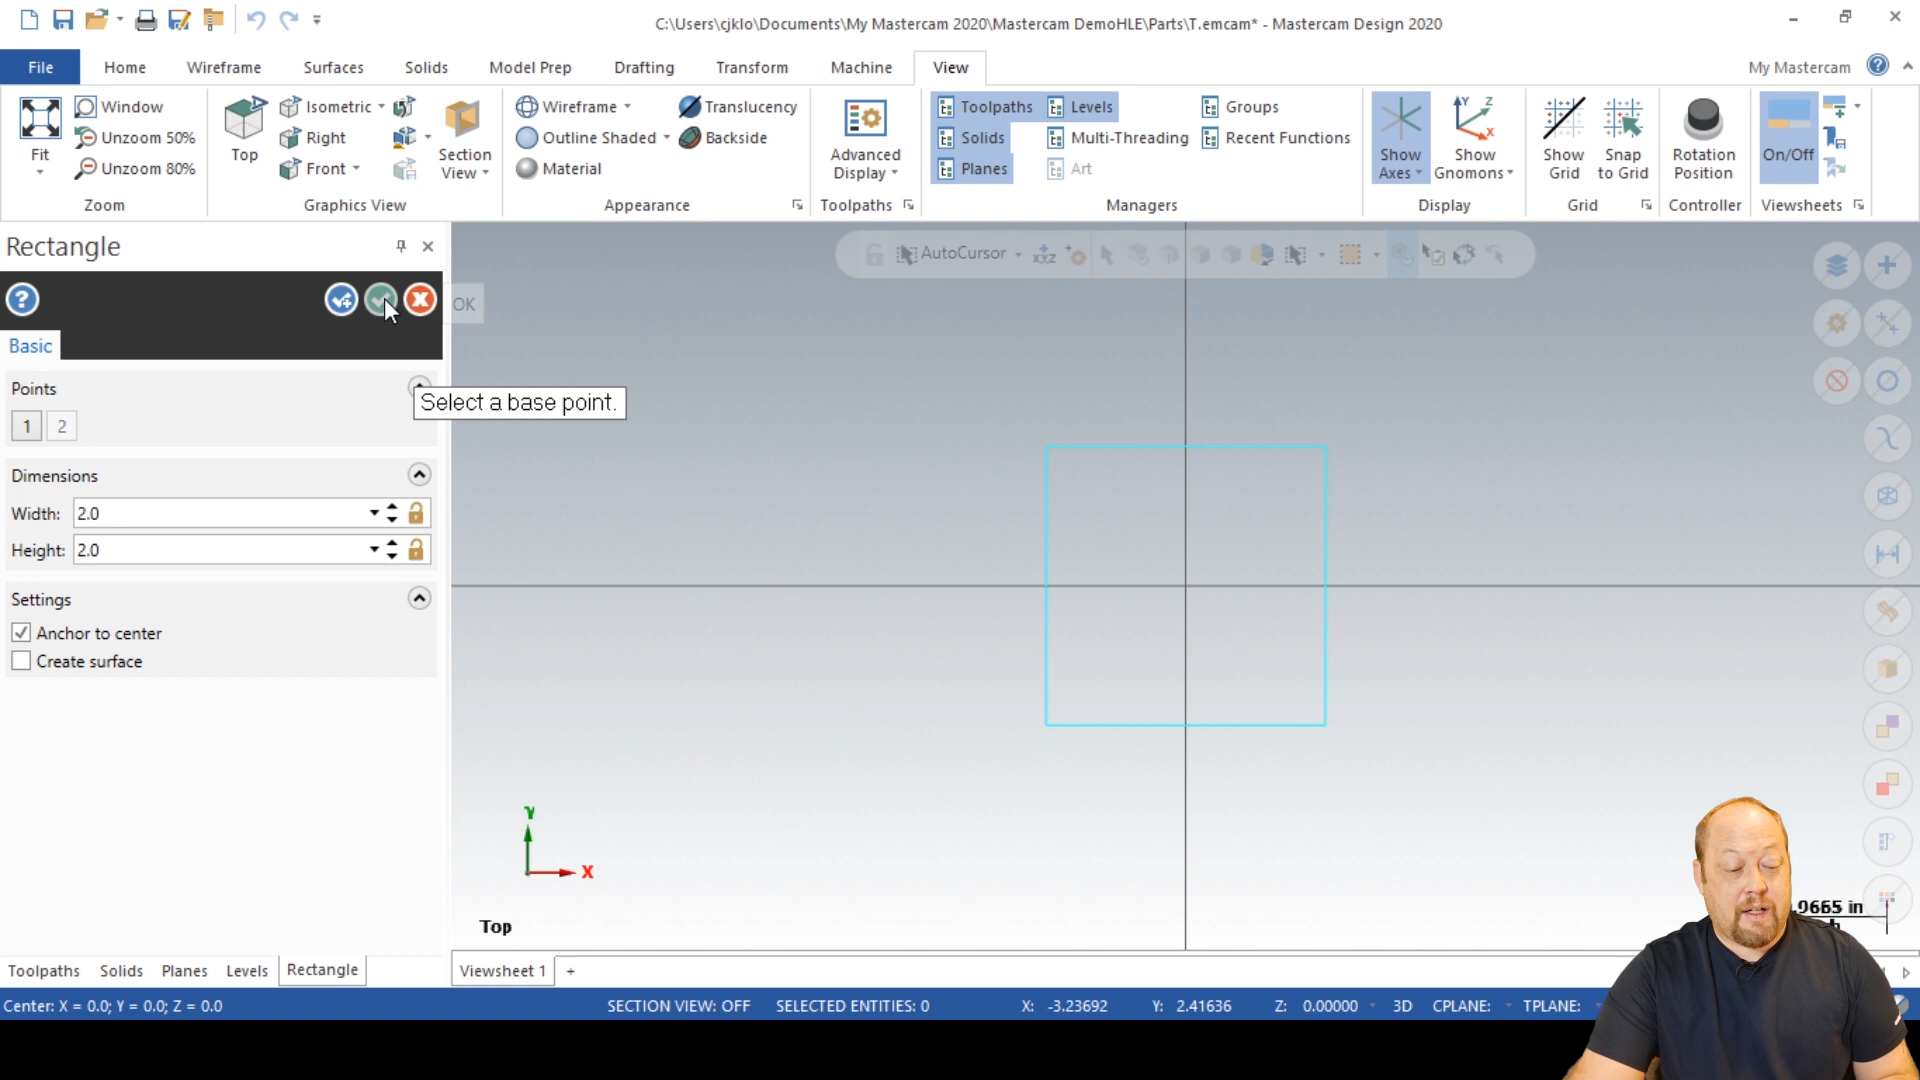 C:\Users\cjklo\Documents\My Mastercam 2020\Mastercam DemoHLE\Parts\T.emcam* - Mastercam Design 2020
File Home Wireframe Surfaces Solids Model Prep Drafting Transform Machine View My Mastercam
Fit
Window
Unzoom 50%
Unzoom 80%
Zoom
Top
Isometric
Right
Front
Section View
Graphics View
Wireframe
Outline Shaded
Material
Translucency
Backside
Appearance
Advanced Display
Toolpaths
Toolpaths
Solids
Planes
Levels
Multi-Threading
Art
Groups
Recent Functions
Managers
Show Axes
Show Gnomons
Display
Show Grid
Snap to Grid
Grid
Rotation Position
Controller
On/Off
Viewsheets
Rectangle
AutoCursor
XYZ
OK
Basic
Points
1 2
Select a base point.
Dimensions
Width: 2.0
Height: 2.0
Settings
Anchor to center
Create surface
Y
X
Top
.9665 in
Toolpaths Solids Planes Levels Rectangle
Viewsheet 1 +
Center: X = 0.0; Y = 0.0; Z = 0.0
SECTION VIEW: OFF SELECTED ENTITIES: 0 X: -3.23692 Y: 2.41636 Z: 0.00000 3D CPLANE: TPLANE: